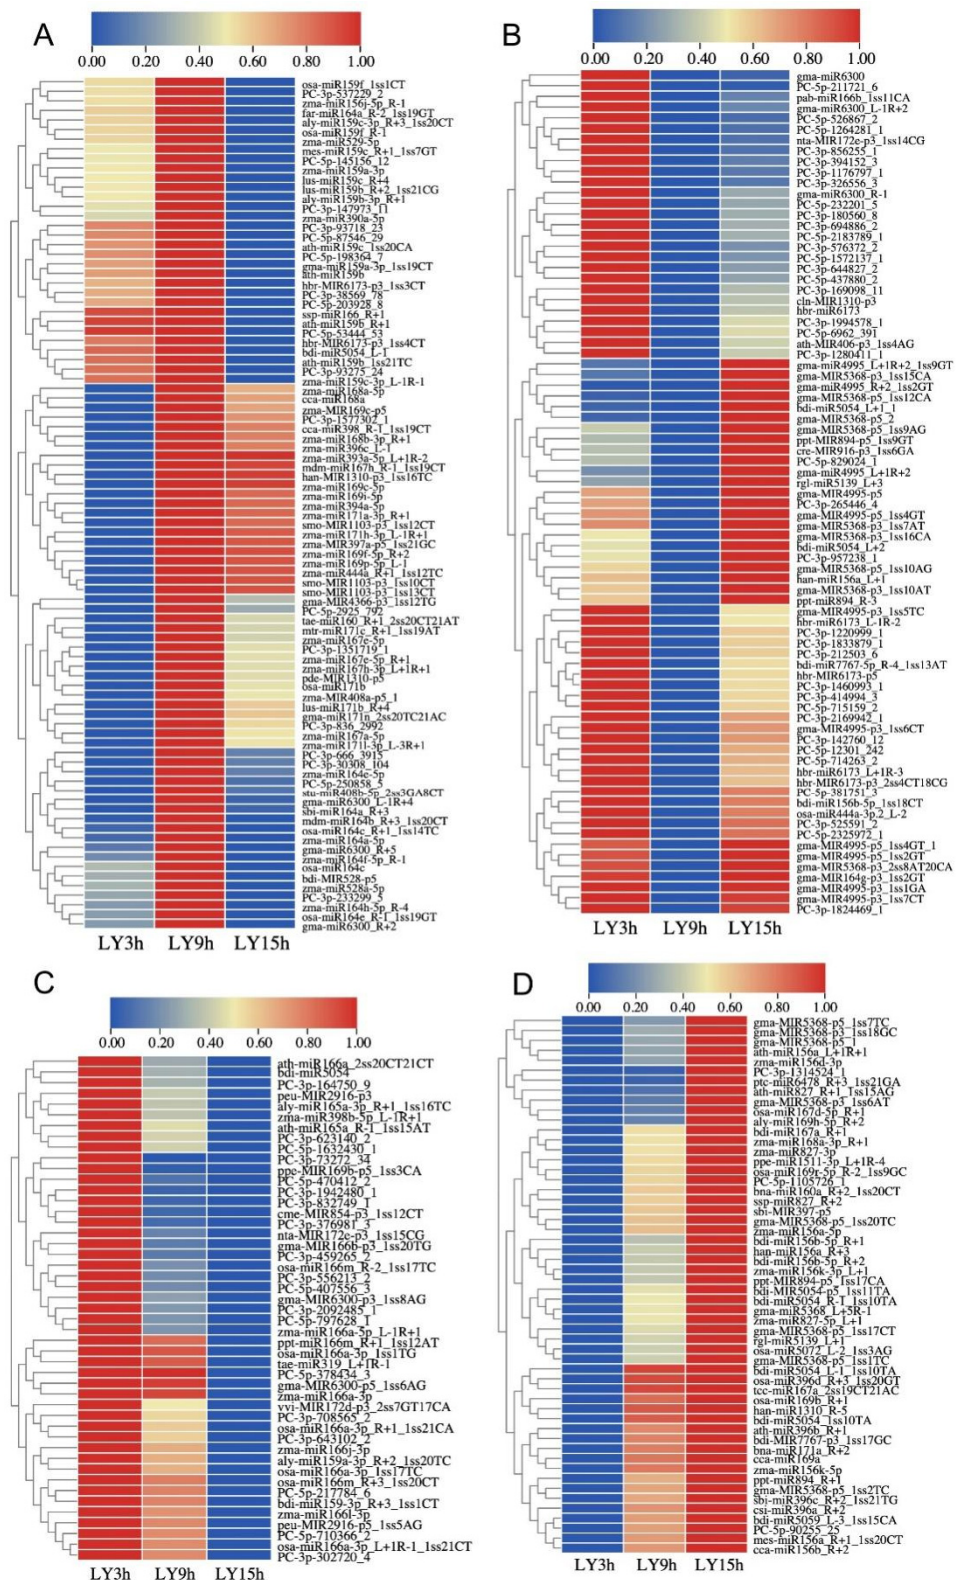 A
0.00 0.20 0.40 0.60 0.80 1.00
osa-miR159f_1ss1CT
PC-3p-537229_2
zma-miR156j-5p_R-1
far-miR164a_R-2_1ss19GT
aly-miR159c-3p_R+3_1ss20CT
osa-miR159f_R-1
zma-miR529-5p
mes-miR159c_R+1_1ss7GT
PC-5p-145156_12
zma-miR159a-3p
lus-miR159c_R+4
lus-miR159b_R+2_1ss21CG
aly-miR159b-3p_R+1
PC-3p-147973_11
zma-miR390a-5p
PC-3p-93718_23
PC-5p-87546_29
ath-miR159c_1ss20CA
PC-5p-198364_7
gma-miR159a-3p_1ss19CT
ath-miR159b
hbr-MIR6173-p3_1ss3CT
PC-3p-38569_78
PC-5p-203928_8
ssp-miR166_R+1
ath-miR159b_R+1
PC-5p-53444_53
hbr-MIR6173-p3_1ss4CT
bdi-miR5054_L-1
ath-miR159b_1ss21TC
PC-3p-93275_24
zma-miR159c-3p_L-1R-1
zma-miR168a-5p
cca-miR168a
zma-MIR169c-p5
PC-3p-1577302_1
cca-miR398_R-1_1ss19CT
zma-miR168b-3p_R+1
zma-miR396c_L-1
zma-miR393a-5p_L+1R-2
mdm-miR167h_R-1_1ss19CT
han-MIR1310-p3_1ss16TC
zma-miR169c-5p
zma-miR169i-5p
zma-miR394a-5p
zma-miR171a-3p_R+1
smo-MIR1103-p3_1ss12CT
zma-miR171h-3p_L-1R+1
zma-MIR397a-p5_1ss21GC
zma-miR169f-5p_R+2
zma-miR169p-5p_L-1
zma-miR444a_R+1_1ss12TC
smo-MIR1103-p3_1ss10CT
smo-MIR1103-p3_1ss13CT
gma-MIR4366-p3_1ss12TG
PC-5p-2925_792
tae-miR160_R+1_2ss20CT21AT
mtr-miR171c_R+1_1ss19AT
zma-miR167e-5p
PC-3p-1351719_1
zma-miR167e-5p_R+1
zma-miR167h-3p_L+1R+1
pde-MIR1310-p5
osa-miR171b
zma-MIR408a-p5_1
lus-miR171b_R+4
gma-miR171n_2ss20TC21AC
PC-3p-836_2992
zma-miR167a-5p
zma-miR171l-3p_L-3R+1
PC-3p-666_3915
PC-3p-30308_104
zma-miR164e-5p
PC-5p-250858_5
stu-miR408b-5p_2ss3GA8CT
gma-miR6300_L-1R+4
sbi-miR164a_R+3
mdm-miR164b_R+3_1ss20CT
osa-miR164c_R+1_1ss14TC
zma-miR164a-5p
gma-miR6300_R+5
zma-miR164f-5p_R-1
osa-miR164c
bdi-MIR528-p5
zma-miR528a-5p
PC-3p-233299_5
zma-miR164h-5p_R-4
osa-miR164e_R-1_1ss19GT
gma-miR6300_R+2
LY3h LY9h LY15h
B
0.00 0.20 0.40 0.60 0.80 1.00
gma-miR6300
PC-5p-211721_6
pab-miR166b_1ss11CA
gma-miR6300_L-1R+2
PC-5p-526867_2
PC-5p-1264281_1
nta-MIR172e-p3_1ss14CG
PC-3p-856255_1
PC-3p-394152_3
PC-3p-1176797_1
PC-3p-326556_3
gma-miR6300_R-1
PC-5p-232201_5
PC-3p-180560_8
PC-3p-694886_2
PC-5p-2183789_1
PC-3p-576372_2
PC-5p-1572137_1
PC-3p-644827_2
PC-5p-437880_2
PC-3p-169098_11
cln-MIR1310-p3
hbr-miR6173
PC-3p-1994578_1
PC-5p-6962_391
ath-MIR406-p3_1ss4AG
PC-3p-1280411_1
gma-miR4995_L+1R+2_1ss9GT
gma-MIR5368-p3_1ss15CA
gma-miR4995_R+2_1ss2GT
gma-MIR5368-p5_1ss12CA
bdi-miR5054_L+1_1
gma-MIR5368-p5_2
gma-MIR5368-p5_1ss9AG
ppt-MIR894-p5_1ss9GT
cre-MIR916-p3_1ss6GA
PC-5p-829024_1
gma-miR4995_L+1R+2
rgl-miR5139_L+3
gma-MIR4995-p5
PC-3p-265446_4
gma-MIR4995-p5_1ss4GT
gma-MIR5368-p3_1ss7AT
gma-MIR5368-p3_1ss16CA
bdi-miR5054_L+2
PC-3p-957238_1
gma-MIR5368-p5_1ss10AG
han-miR156a_L+1
gma-MIR5368-p3_1ss10AT
ppt-miR894_R-3
gma-MIR4995-p3_1ss5TC
hbr-miR6173_L-1R-2
PC-3p-1220999_1
PC-3p-1833879_1
PC-3p-212503_6
bdi-miR7767-5p_R-4_1ss13AT
hbr-MIR6173-p5
PC-3p-1460993_1
PC-3p-414994_3
PC-5p-715159_2
PC-3p-2169942_1
gma-MIR4995-p3_1ss6CT
PC-3p-142760_12
PC-5p-12301_242
PC-5p-714263_2
hbr-miR6173_L+1R-3
hbr-MIR6173-p3_2ss4CT18CG
PC-5p-381751_3
bdi-miR156b-5p_1ss18CT
osa-miR444a-3p.2_L-2
PC-3p-525591_2
PC-5p-2325972_1
gma-MIR4995-p5_1ss4GT_1
gma-MIR4995-p5_1ss2GT
gma-MIR5368-p3_2ss8AT20CA
gma-MIR164g-p3_1ss2GT
gma-MIR4995-p3_1ss1GA
gma-MIR4995-p3_1ss7CT
PC-3p-1824469_1
LY3h LY9h LY15h
C
0.00 0.20 0.40 0.60 0.80 1.00
ath-miR166a_2ss20CT21CT
bdi-miR5054
PC-3p-164750_9
peu-MIR2916-p3
aly-miR165a-3p_R+1_1ss16TC
zma-miR398b-5p_L-1R+1
ath-miR165a_R-1_1ss15AT
PC-3p-623140_2
PC-5p-1632430_1
PC-3p-73272_34
ppe-MIR169b-p5_1ss3CA
PC-5p-470412_2
PC-3p-1942480_1
PC-3p-832749_1
cme-MIR854-p3_1ss12CT
PC-3p-376981_3
nta-MIR172c-p3_1ss15CG
gma-MIR166b-p3_1ss20TG
PC-3p-459265_2
osa-miR166m_R-2_1ss17TC
PC-3p-556213_2
PC-5p-407556_3
gma-MIR6300-p3_1ss8AG
PC-3p-2092485_1
PC-5p-797628_1
zma-miR166a-5p_L-1R+1
ppt-miR166m_R+1_1ss12AT
osa-miR166a-3p_1ss1TG
tae-miR319_L+1R-1
PC-5p-378434_3
gma-MIR6300-p5_1ss6AG
zma-miR166a-3p
vvi-MIR172d-p3_2ss7GT17CA
PC-3p-708565_2
osa-miR166a-3p_R+1_1ss21CA
PC-3p-643102_2
zma-miR166j-3p
aly-miR159a-3p_R+2_1ss20TC
osa-miR166a-3p_1ss17TC
osa-miR166m_R+3_1ss20CT
PC-5p-217784_6
bdi-miR159-3p_R+3_1ss1CT
zma-miR166l-3p
peu-MIR2916-p5_1ss5AG
PC-5p-710366_2
osa-miR166a-3p_L+1R-1_1ss21CT
PC-3p-302720_4
LY3h LY9h LY15h
D
0.00 0.20 0.40 0.60 0.80 1.00
gma-MIR5368-p5_1ss7TC
gma-MIR5368-p3_1ss18GC
gma-MIR5368-p5_1
ath-miR156a_L+1R+1
zma-miR156d-3p
PC-3p-1314524_1
ptc-miR6478_R+3_1ss21GA
ath-miR827_R+1_1ss15AG
gma-MIR5368-p3_1ss6AT
osa-miR167d-5p_R+1
aly-miR169h-5p_R+2
bdi-miR167a_R+1
zma-miR168a-3p_R+1
zma-miR827-3p
ppe-miR1511-3p_L+1R-4
osa-miR169r-5p_R-2_1ss9GC
PC-5p-1105726_1
bna-miR160a_R+2_1ss20CT
ssp-miR827_R+2
sbi-MIR397-p5
gma-MIR5368-p5_1ss20TC
zma-miR156a-5p
bdi-miR156b-5p_R+1
han-miR156a_R+3
bdi-miR156b-5p_R+2
zma-miR156k-3p_L+1
ppt-MIR894-p5_1ss17CA
bdi-MIR5054-p5_1ss11TA
bdi-miR5054_R-1_1ss10TA
gma-miR5368_L+5R-1
zma-miR827-5p_L+1
gma-MIR5368-p5_1ss17CT
rgl-miR5139_L+1
osa-miR5072_L-2_1ss3AG
gma-MIR5368-p5_1ss1TC
bdi-miR5054_L-1_1ss10TA
osa-miR396d_R+3_1ss20GT
tcc-miR167a_2ss19CT21AC
osa-miR169b_R+1
han-miR1310_R-5
bdi-miR5054_1ss10TA
ath-miR396b_R+1
bdi-MIR7767-p3_1ss17GC
bna-miR171a_R+2
cca-miR169a
zma-miR156k-5p
ppt-miR894_R+1
gma-MIR5368-p5_1ss2TC
sbi-miR396c_R+2_1ss21TG
csi-miR396a_R+2
bdi-miR5059_L-3_1ss15CA
PC-5p-90255_25
mes-miR156a_R+1_1ss20CT
cca-miR156b_R+2
LY3h LY9h LY15h